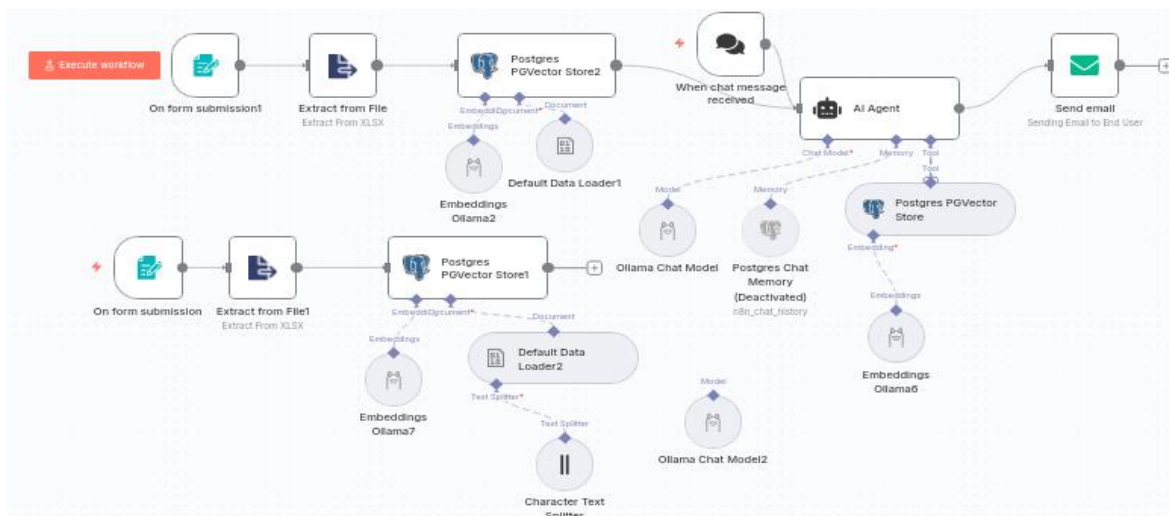 Execute workflow
On form submission1
Extract from File
Extract From XLSX
Postgres
PGVector Store2
Document*
Embeddings
Document
Embeddings
Ollama2
Default Data Loader1
When chat message
received
AI Agent
Chat Model*
Memory
Tool
Send email
Sending Email to End User
Model
Ollama Chat Model
Memory
Postgres Chat
Memory
(Deactivated)
n8n_chat_history
Tool
Postgres PGVector
Store
Embedding*
Embeddings
Embeddings
Ollama6
On form submission
Extract from File1
Extract From XLSX
Postgres
PGVector Store1
Document*
Embeddings
Embeddings
Ollama7
Document
Default Data
Loader2
Text Splitter*
Text Splitter
Character Text
Splitter
Model
Ollama Chat Model2